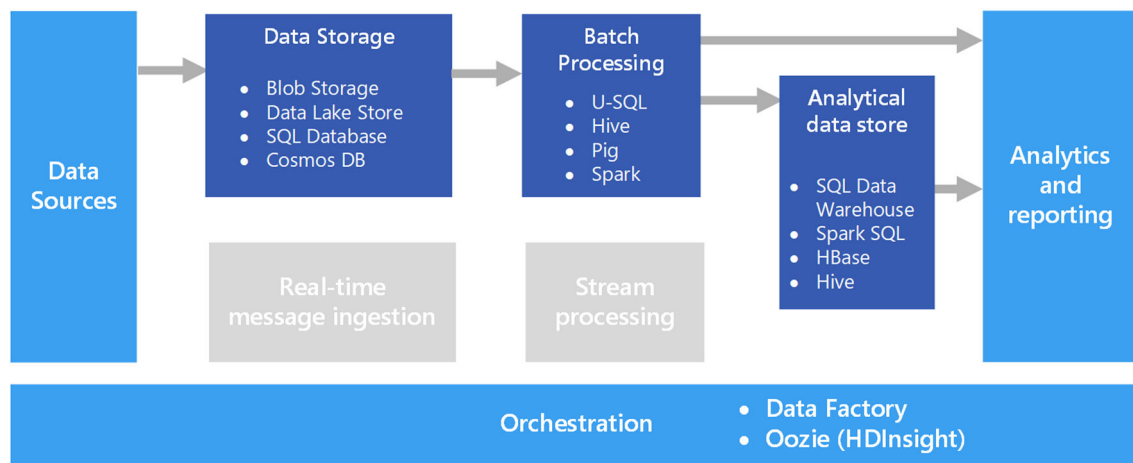 Data
Sources
Data Storage
• Blob Storage
• Data Lake Store
• SQL Database
• Cosmos DB
Real-time
message ingestion
Batch
Processing
• U-SQL
• Hive
• Pig
• Spark
Stream
processing
Analytical
data store
• SQL Data
Warehouse
• Spark SQL
• HBase
• Hive
Analytics
and
reporting
Orchestration
• Data Factory
• Oozie (HDInsight)